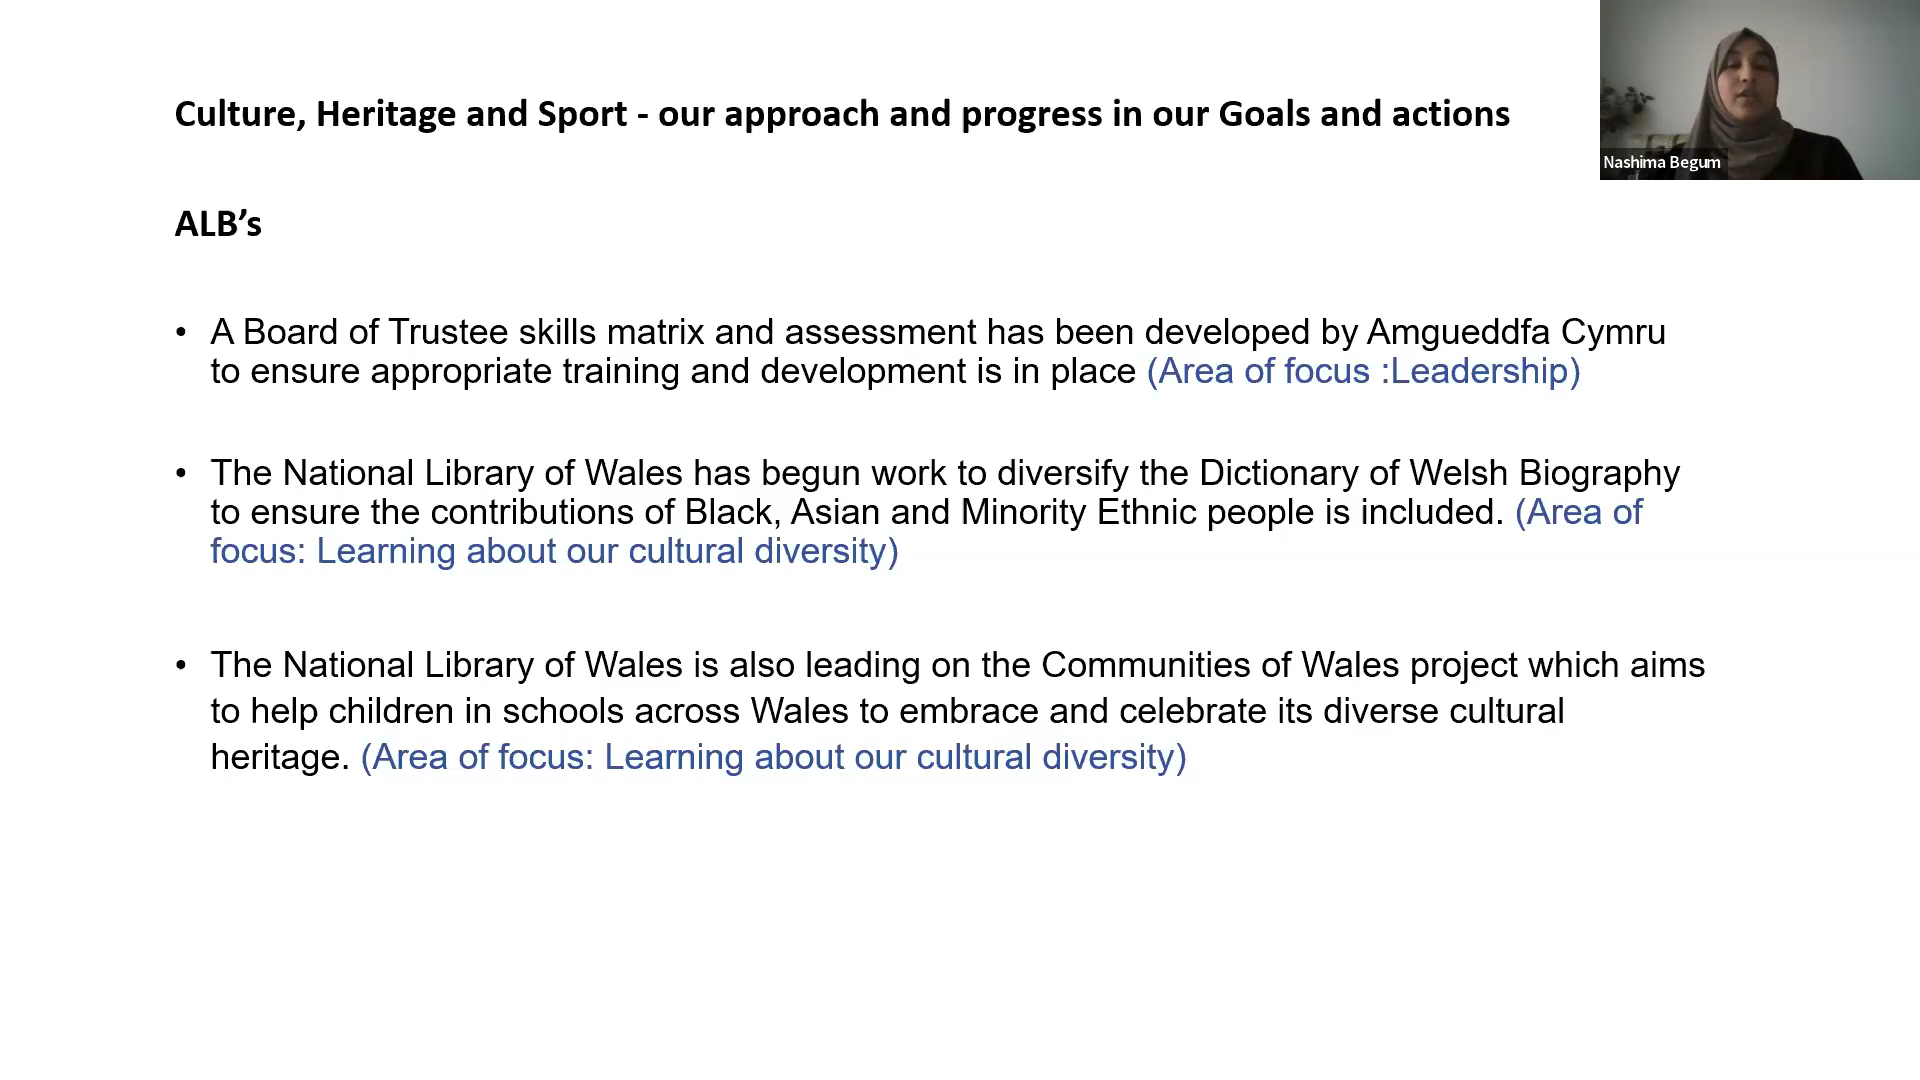 Culture, Heritage and Sport - our approach and progress in our Goals and actions
Nashima Begum
ALB’s
• A Board of Trustee skills matrix and assessment has been developed by Amgueddfa Cymru
to ensure appropriate training and development is in place (Area of focus :Leadership)
• The National Library of Wales has begun work to diversify the Dictionary of Welsh Biography
to ensure the contributions of Black, Asian and Minority Ethnic people is included. (Area of
focus: Learning about our cultural diversity)
• The National Library of Wales is also leading on the Communities of Wales project which aims
to help children in schools across Wales to embrace and celebrate its diverse cultural
heritage. (Area of focus: Learning about our cultural diversity)